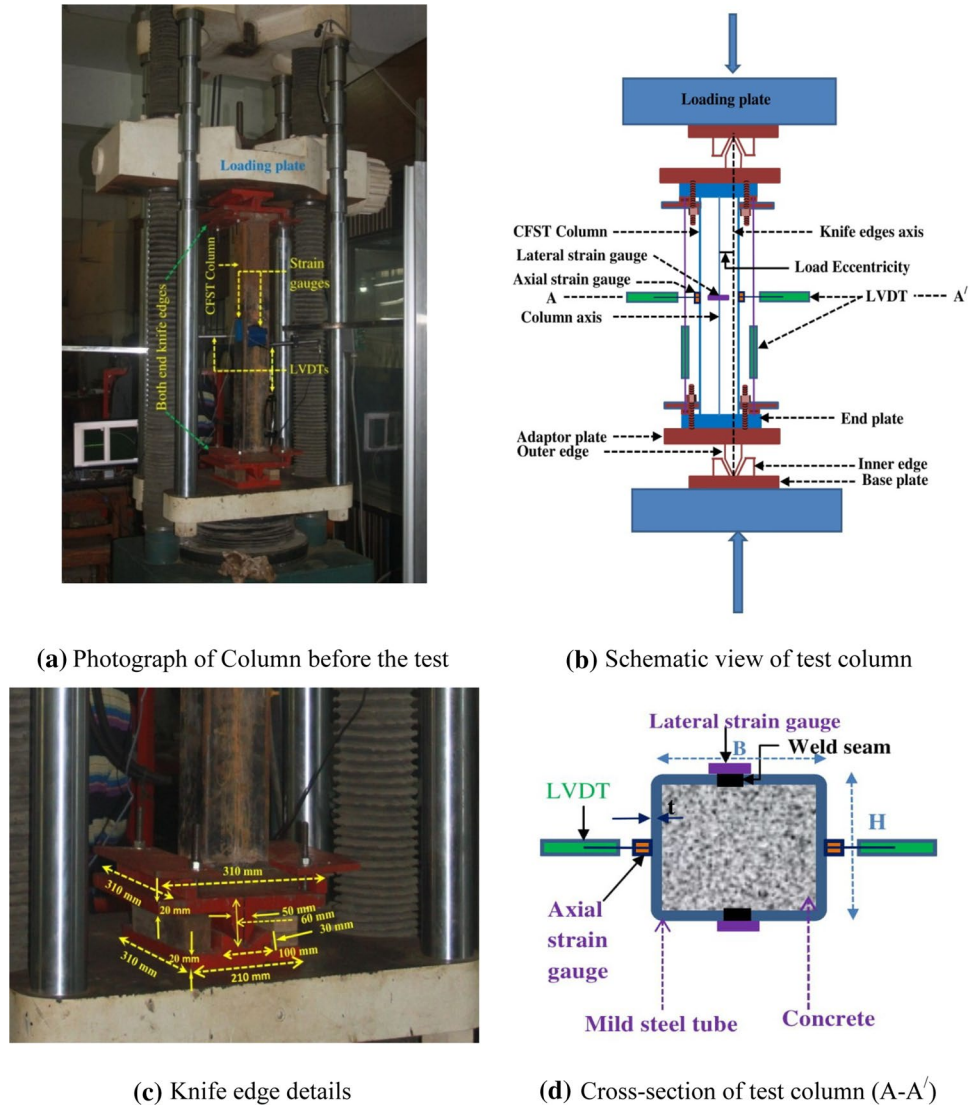 Loading plate
Both end knife edges
CFST Column
Strain
gauges
LVDTs
Loading plate
CFST Column
Knife edges axis
Lateral strain gauge
Load Eccentricity
Axial strain gauge
A
LVDT
A/
Column axis
End plate
Adaptor plate
Outer edge
Inner edge
Base plate
(a) Photograph of Column before the test
(b) Schematic view of test column
310 mm
310 mm
20 mm
50 mm
60 mm
30 mm
310 mm
20 mm
100 mm
210 mm
Lateral strain gauge
B
Weld seam
LVDT
t
H
Axial
strain
gauge
Mild steel tube
Concrete
(c) Knife edge details
(d) Cross-section of test column (A-A/)